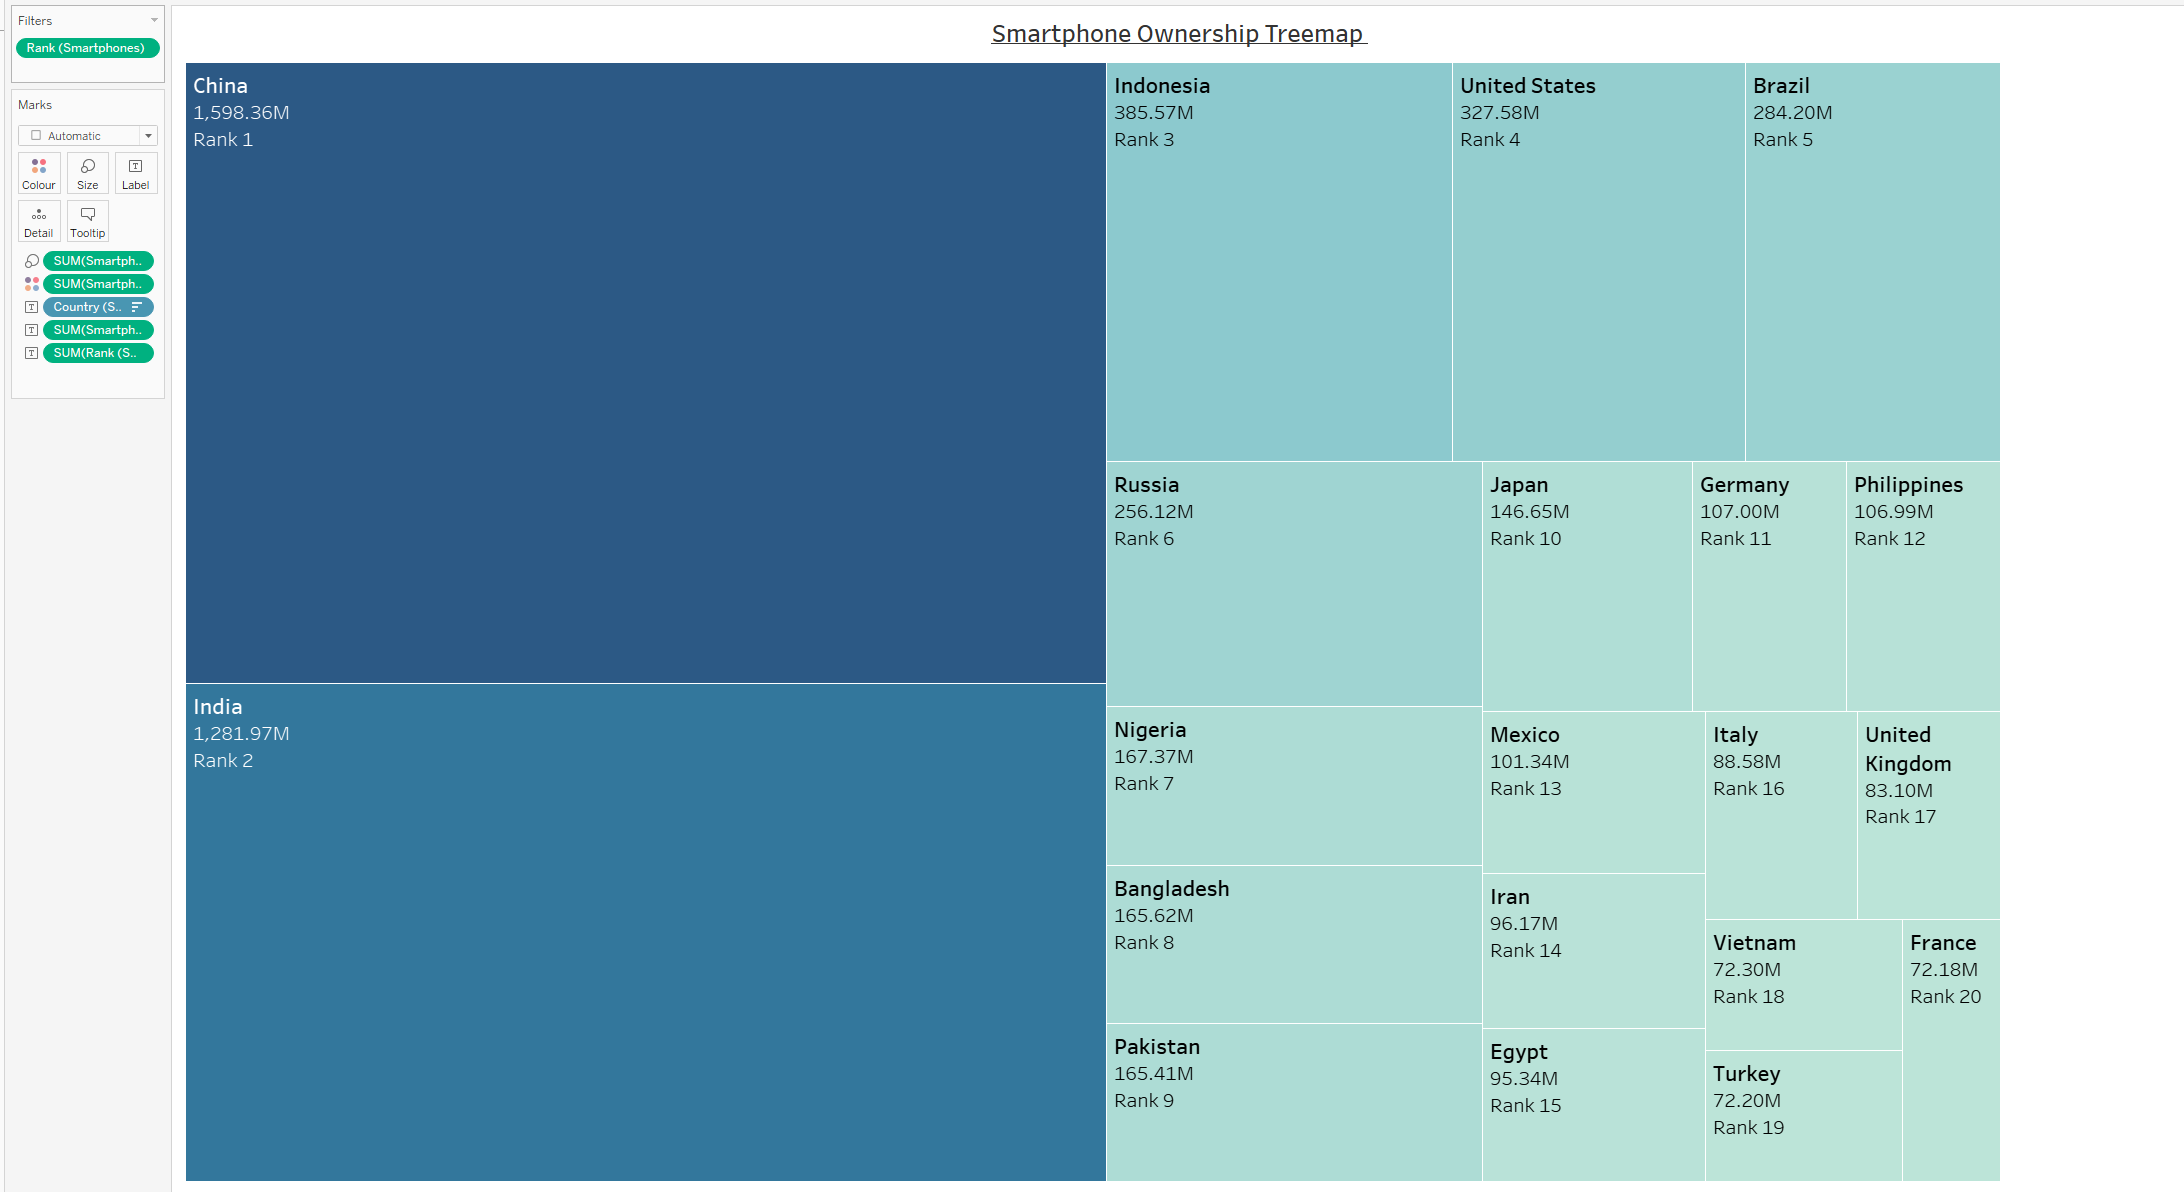 Filters
Rank (Smartphones)
Marks
Automatic
Colour
Size
Label
Detail
Tooltip
SUM(Smartph..
SUM(Smartph..
Country (S..
SUM(Smartph..
SUM(Rank (S..
Smartphone Ownership Treemap
China
1,598.36M
Rank 1
India
1,281.97M
Rank 2
Indonesia
385.57M
Rank 3
United States
327.58M
Rank 4
Brazil
284.20M
Rank 5
Russia
256.12M
Rank 6
Nigeria
167.37M
Rank 7
Bangladesh
165.62M
Rank 8
Pakistan
165.41M
Rank 9
Japan
146.65M
Rank 10
Germany
107.00M
Rank 11
Philippines
106.99M
Rank 12
Mexico
101.34M
Rank 13
Iran
96.17M
Rank 14
Egypt
95.34M
Rank 15
Italy
88.58M
Rank 16
United
Kingdom
83.10M
Rank 17
Vietnam
72.30M
Rank 18
Turkey
72.20M
Rank 19
France
72.18M
Rank 20